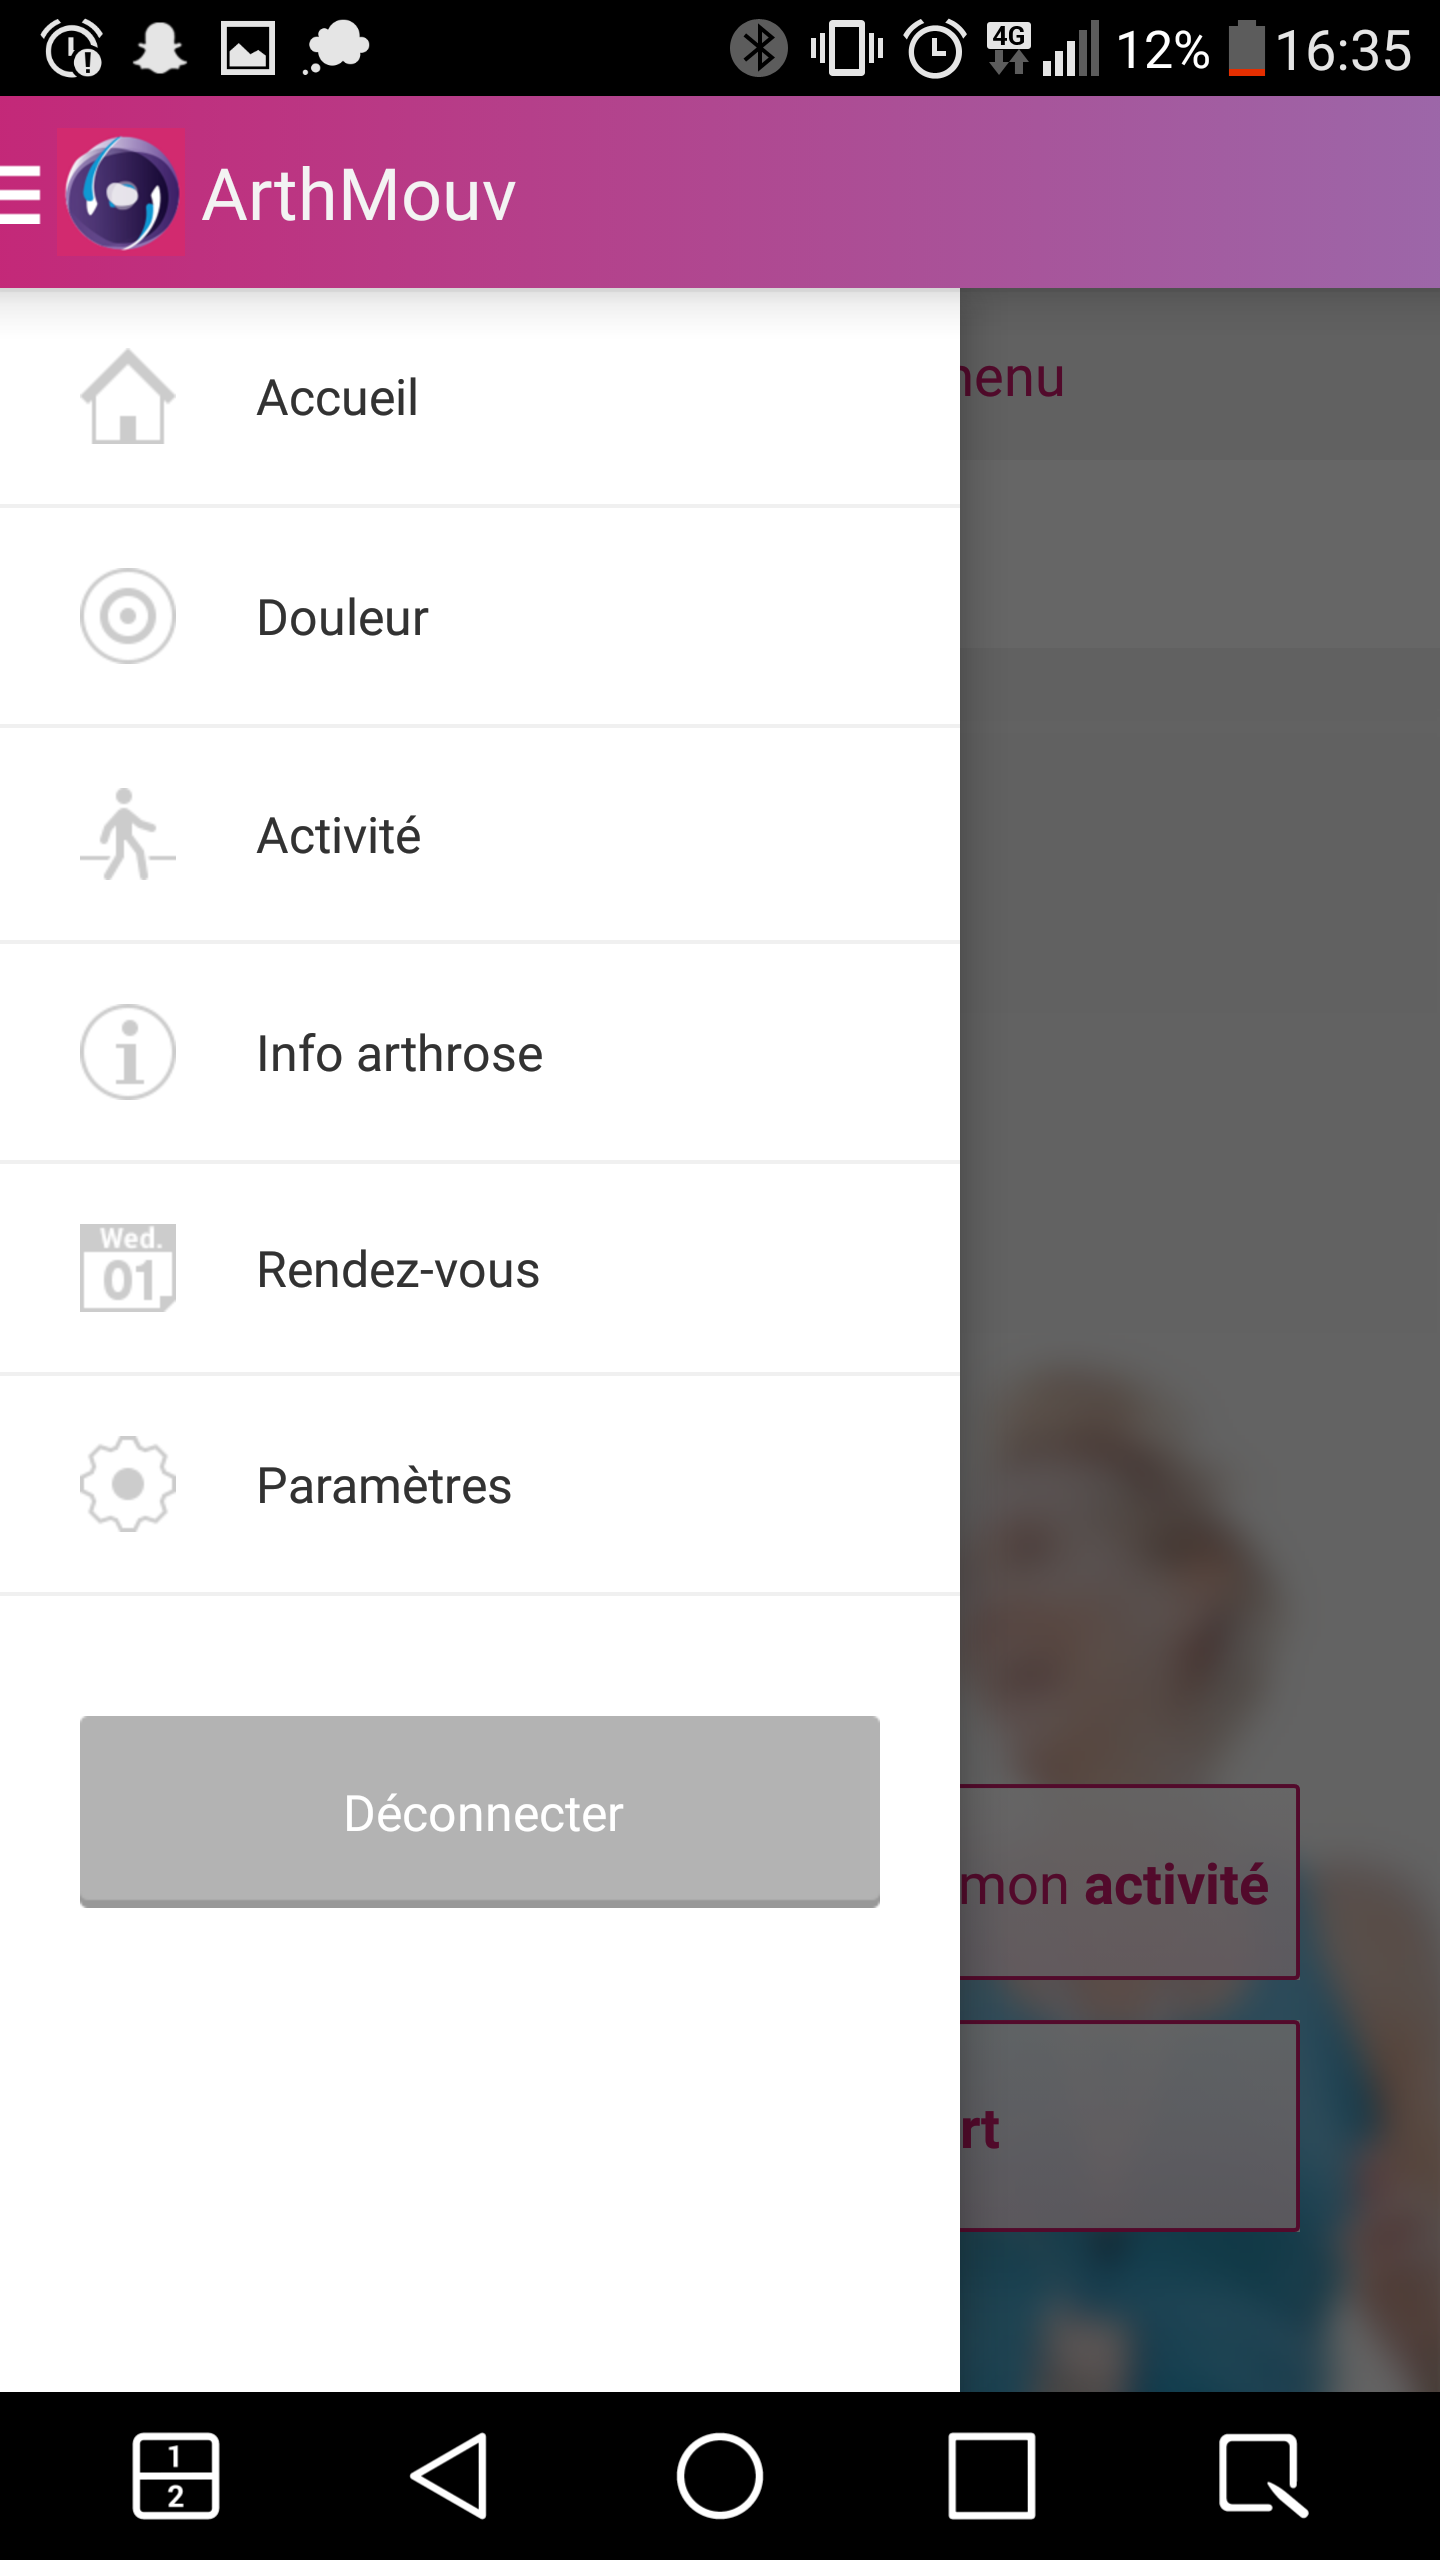 4G 12% 16:35
ArthMouv
Accueil
enu
Douleur
Activité
Info arthrose
Wed.
01
Rendez-vous
Paramètres
Déconnecter
mon activité
rt
1
2